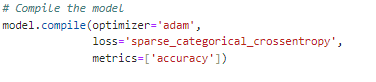 # Compile the model
model.compile(optimizer='adam',
              loss='sparse_categorical_crossentropy',
              metrics=['accuracy'])